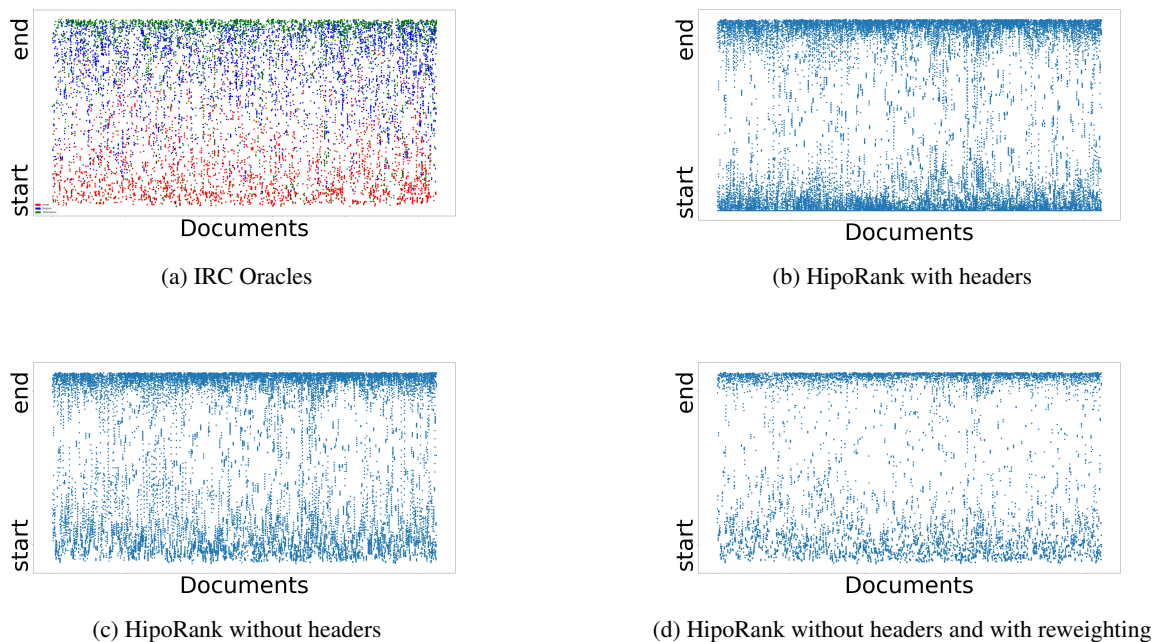 end
start
Documents
(a) IRC Oracles
end
start
Documents
(b) HipoRank with headers
end
start
Documents
(c) HipoRank without headers
end
start
Documents
(d) HipoRank without headers and with reweighting